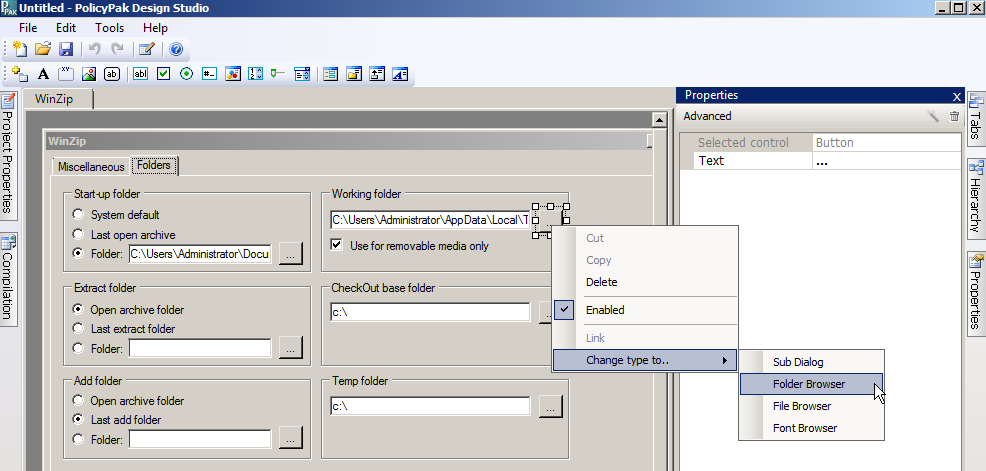 Untitled - PolicyPak Design Studio
File Edit Tools Help
WinZip
Properties X
Advanced
Selected control Button
Text ...
Project Properties
Compilation
Tabs
Hierarchy
Properties
WinZip
Miscellaneous Folders
Start-up folder
System default
Last open archive
Folder: C:\Users\Administrator\Docu ...
Working folder
C:\Users\Administrator\AppData\Local\T
Use for removable media only
Extract folder
Open archive folder
Last extract folder
Folder: ...
CheckOut base folder
c:\
Add folder
Open archive folder
Last add folder
Folder: ...
Temp folder
c:\ ...
Cut
Copy
Delete
Enabled
Link
Change type to..
Sub Dialog
Folder Browser
File Browser
Font Browser